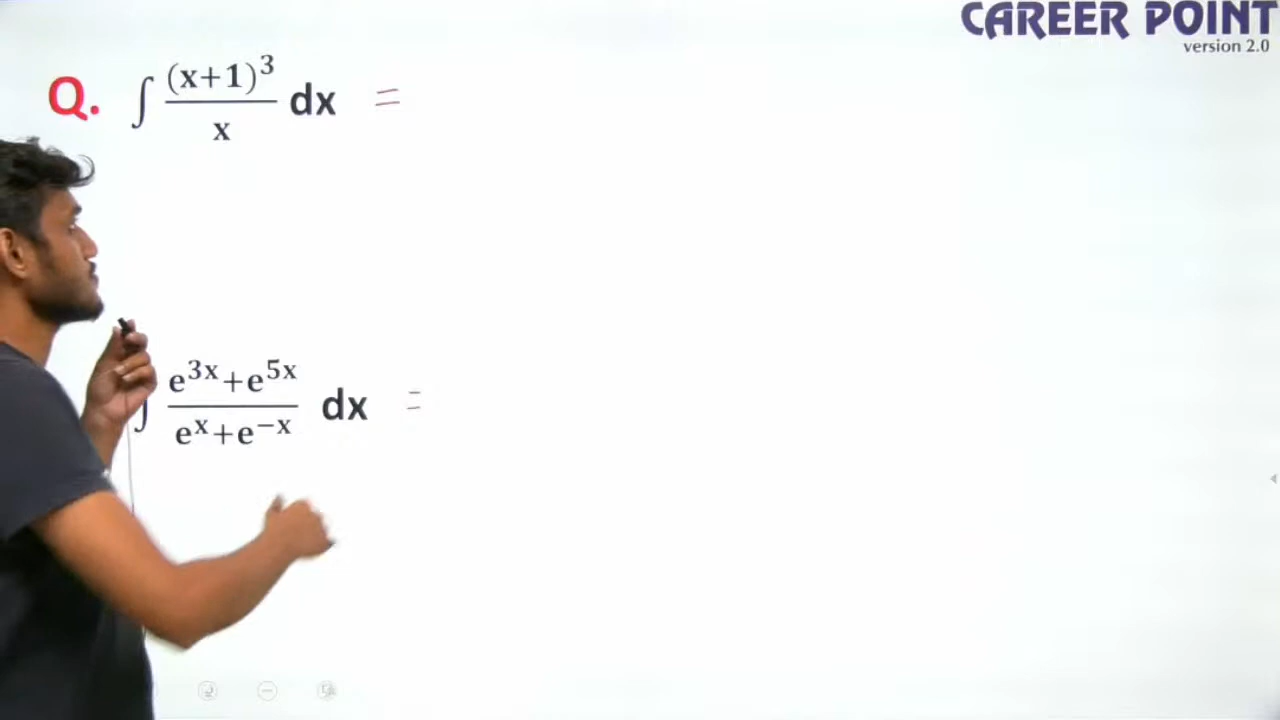 CAREER POINT
version 2.0
Q. ∫ (x+1)³/x dx =
∫ (e³ˣ+e⁵ˣ)/(eˣ+e⁻ˣ) dx =